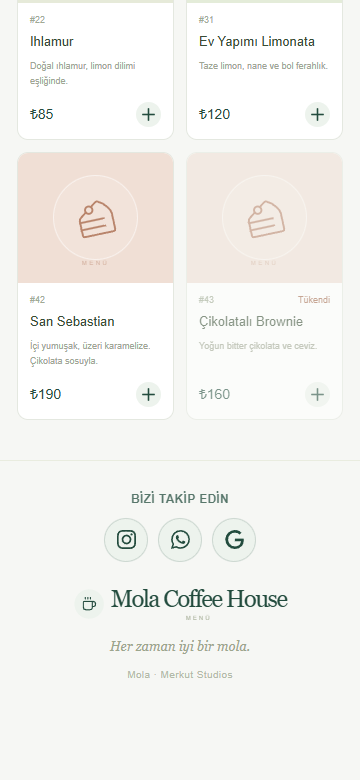 #22
Ihlamur
Doğal ıhlamur, limon dilimi
eşliğinde.
₺85
#31
Ev Yapımı Limonata
Taze limon, nane ve bol ferahlık.
₺120
MENÜ
#42
San Sebastian
İçi yumuşak, üzeri karamelize.
Çikolata sosuyla.
₺190
MENÜ
#43
Tükendi
Çikolatalı Brownie
Yoğun bitter çikolata ve ceviz.
₺160
BİZİ TAKİP EDİN
Mola Coffee House
MENÜ
Her zaman iyi bir mola.
Mola · Merkut Studios